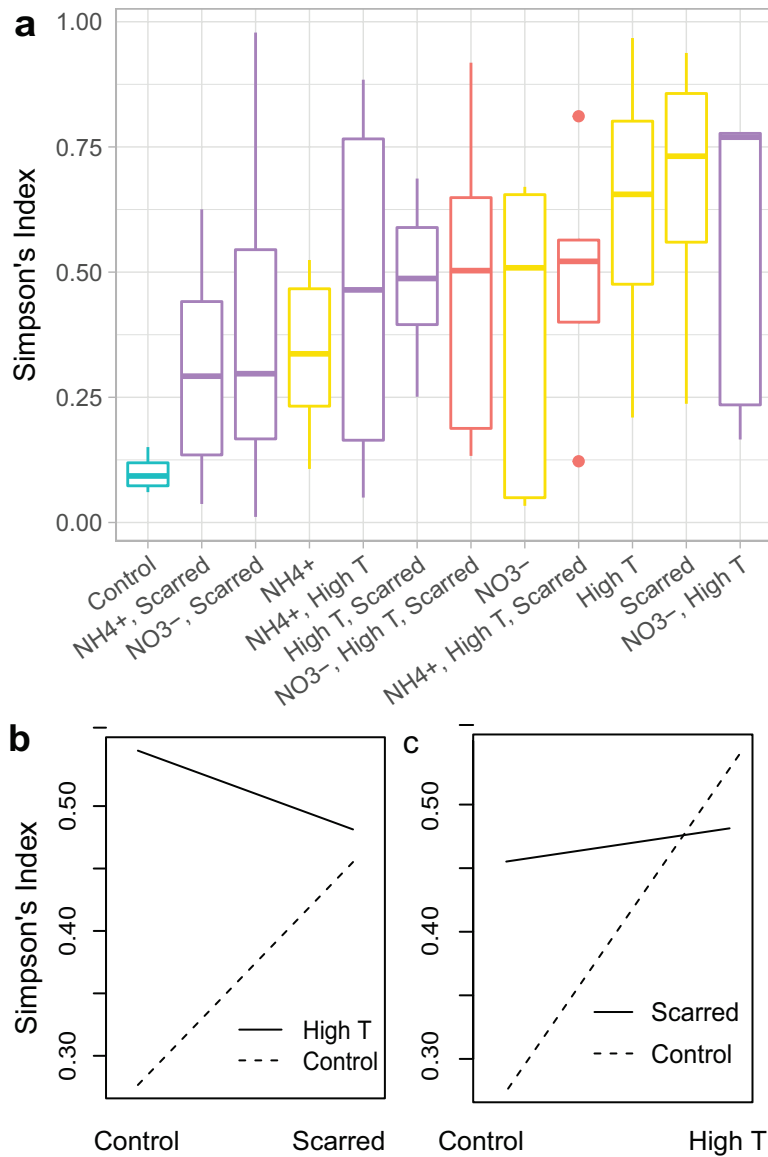 a
Simpson's Index
1.00
0.75
0.50
0.25
0.00
Control
NH4+, Scarred
NO3−, Scarred
NH4+
NH4+, High T
High T, Scarred
NO3−, High T, Scarred
NO3−
NH4+, High T, Scarred
High T
Scarred
NO3−, High T
b
Simpson's Index
0.50
0.40
0.30
High T
Control
Control
Scarred
c
0.50
0.40
0.30
Scarred
Control
Control
High T